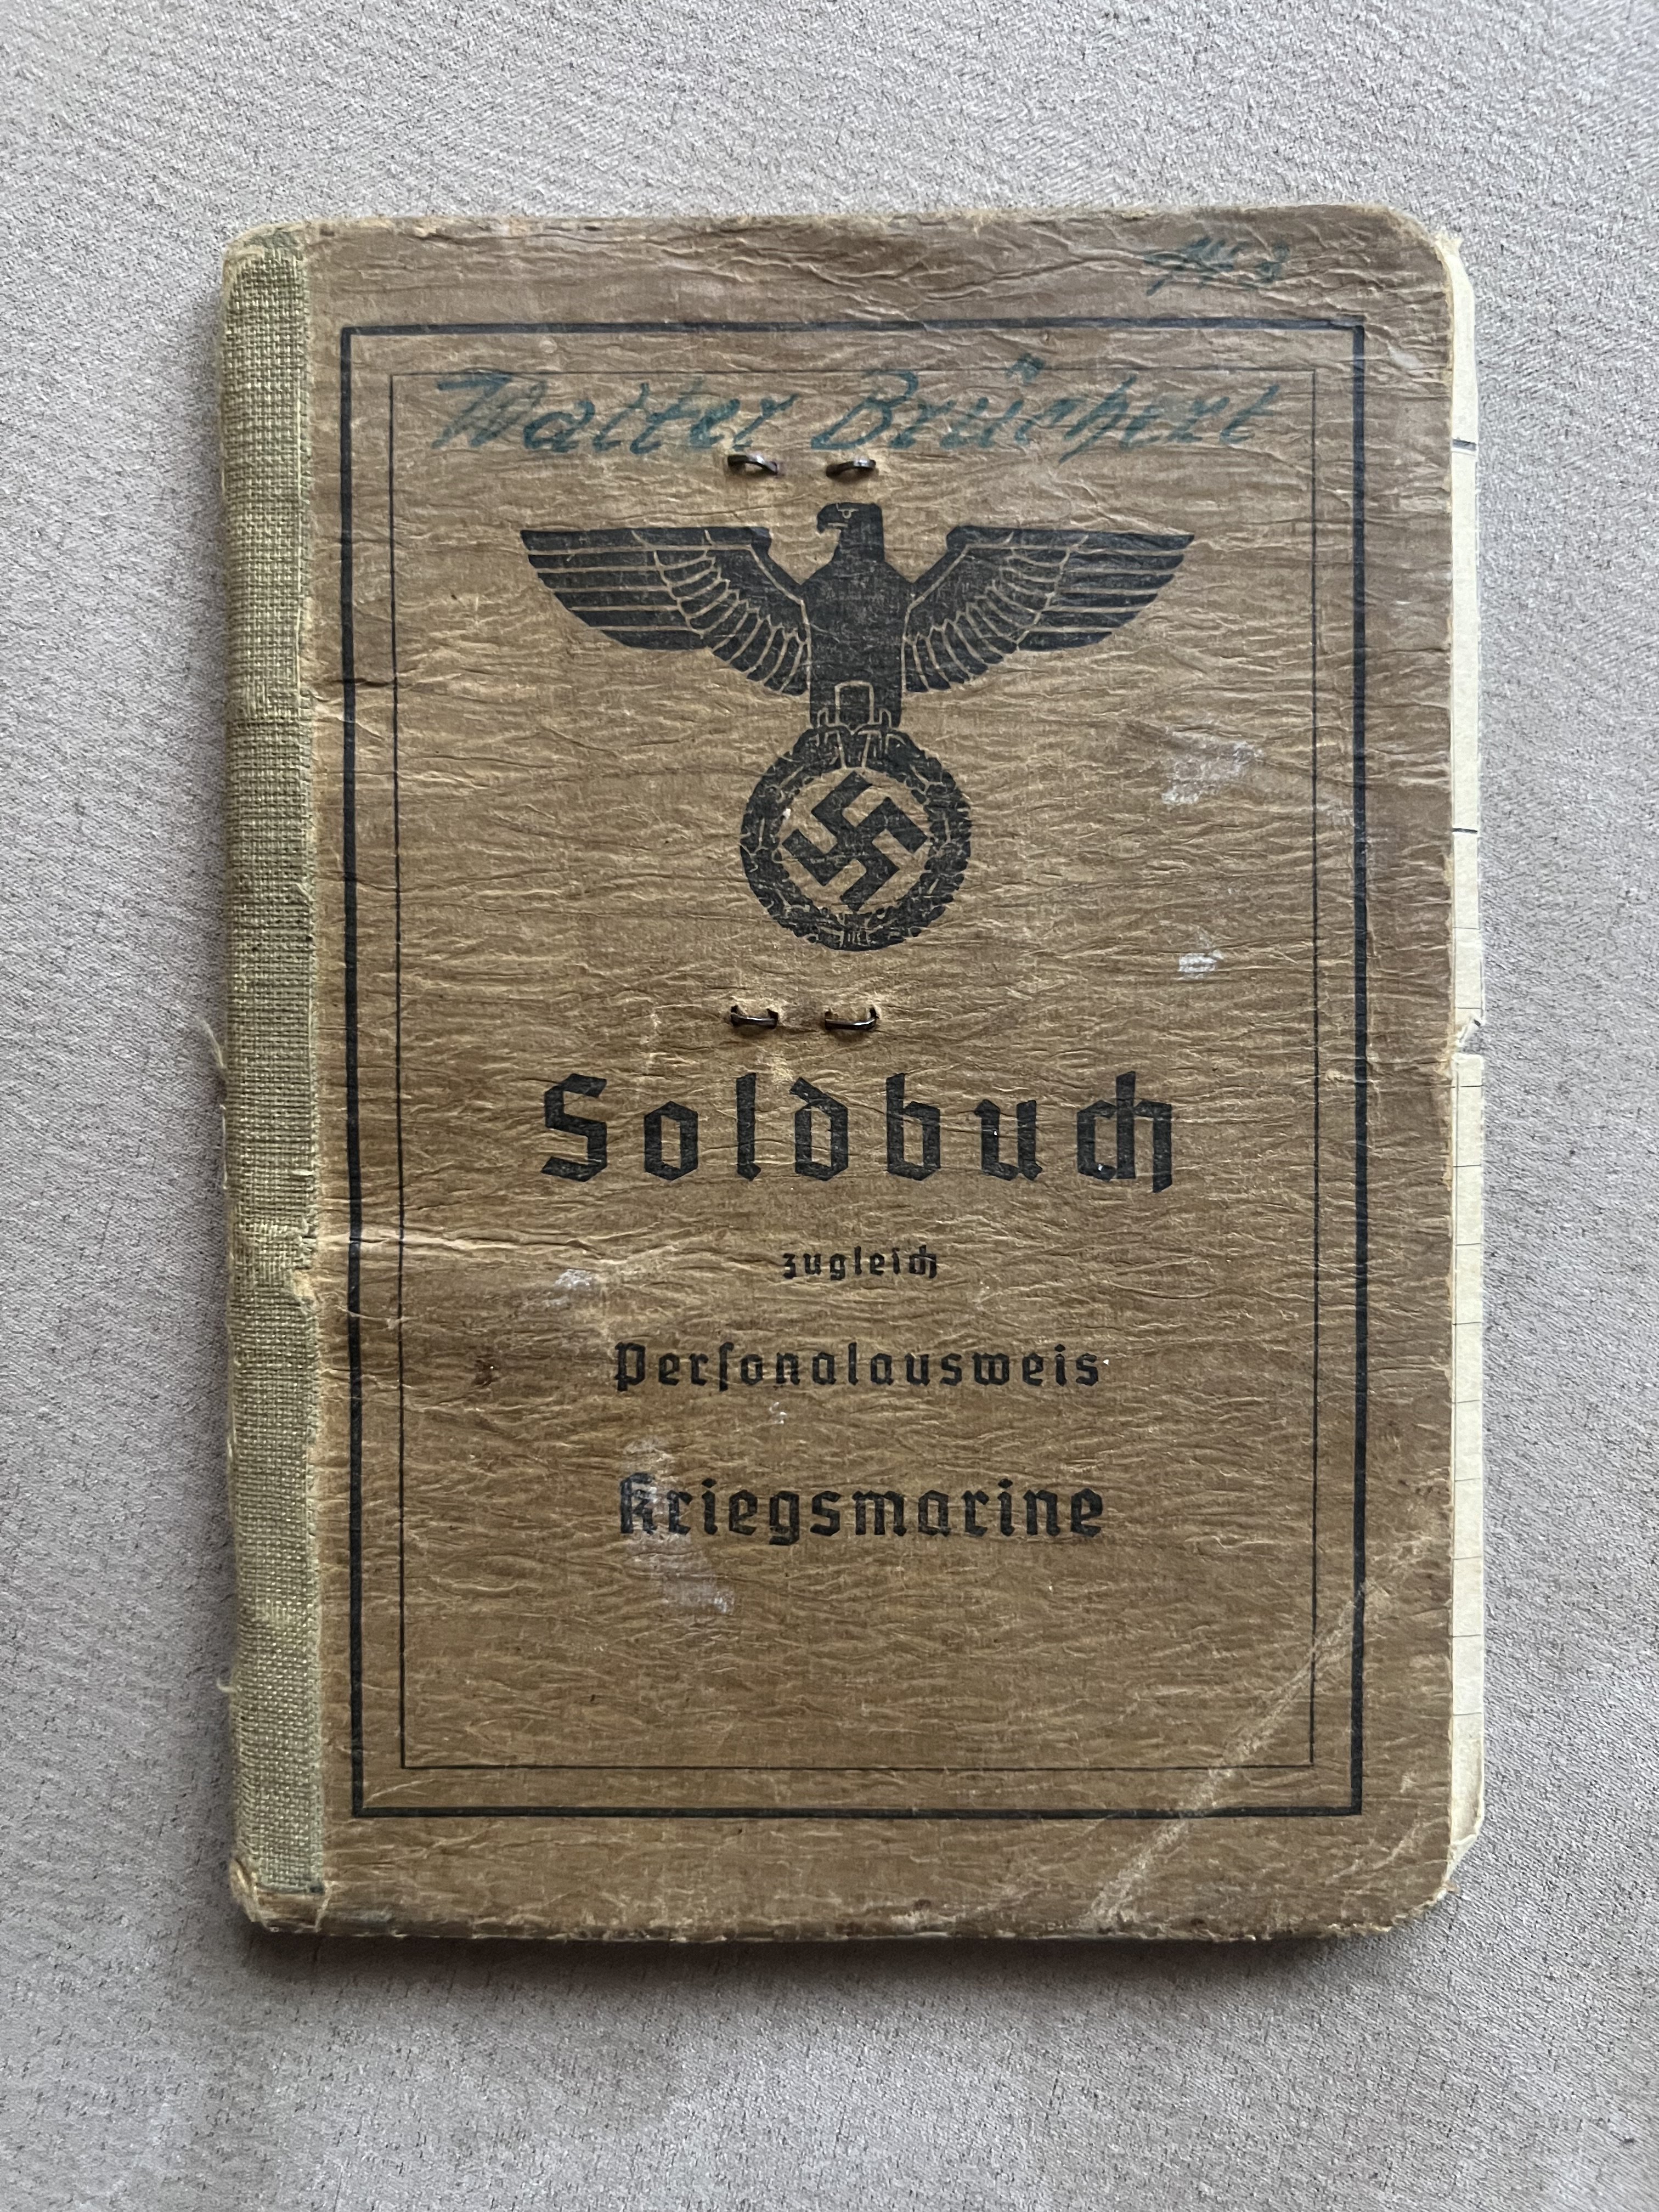 Walter Brüchert
Soldbuch
zugleich
Perſonalausweis
Kriegsmarine